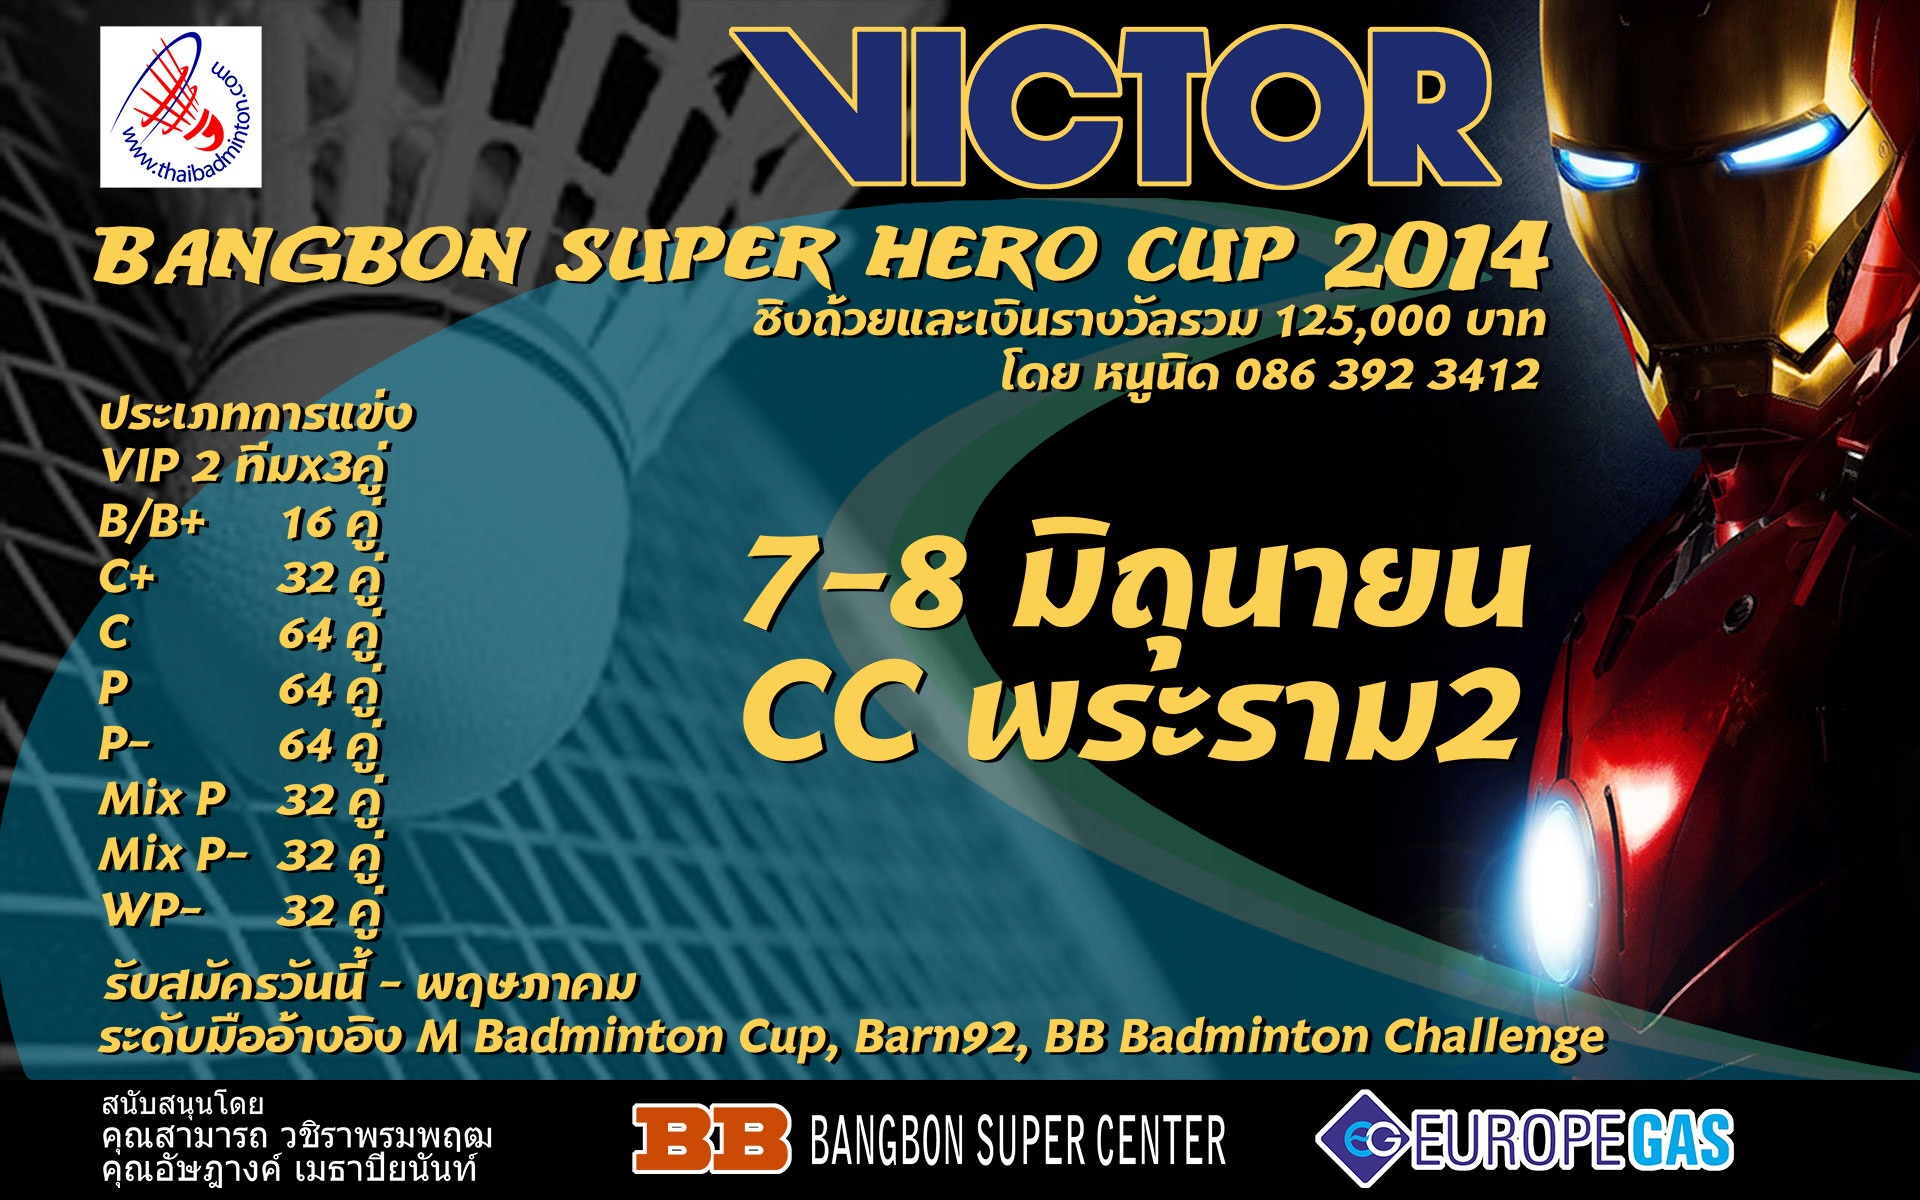 www.thaibadminton.com
VICTOR
BANGBON SUPER HERO CUP 2014
ชิงถ้วยและเงินรางวัลรวม 125,000 บาท
โดย หนูนิด 086 392 3412
ประเภทการแข่ง
VIP 2 ทีมx3คู่
B/B+ 16 คู่
C+ 32 คู่
C 64 คู่
P 64 คู่
P- 64 คู่
Mix P 32 คู่
Mix P- 32 คู่
WP- 32 คู่
7-8 มิถุนายน
CC พระราม2
รับสมัครวันนี้ - พฤษภาคม
ระดับมืออ้างอิง M Badminton Cup, Barn92, BB Badminton Challenge
สนับสนุนโดย
คุณสามารถ วชิราพรมพฤฒ
คุณอัษฎางค์ เมธาปิยนันท์
BB BANGBON SUPER CENTER
EG EUROPEGAS